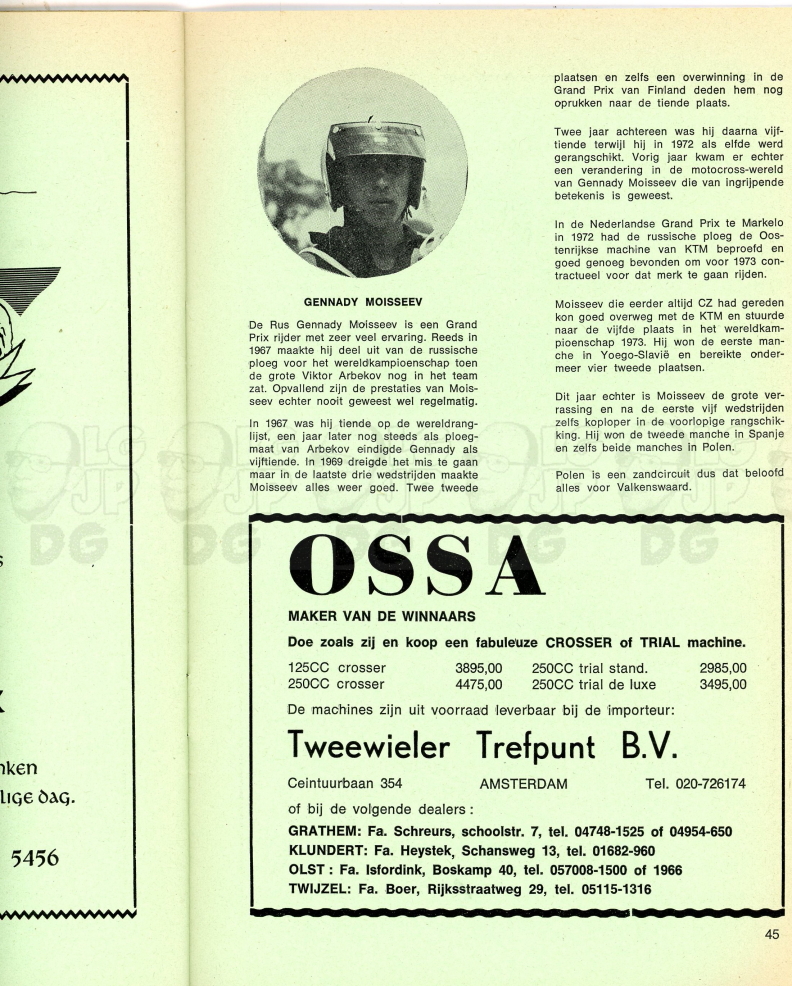 GENNADY MOISSEEV
De Rus Gennady Moisseev is een Grand
Prix rijder met zeer veel ervaring. Reeds in
1967 maakte hij deel uit van de russische
ploeg voor het wereldkampioenschap toen
de grote Viktor Arbekov nog in het team
zat. Opvallend zijn de prestaties van Mois-
seev echter nooit geweest wel regelmatig.
In 1967 was hij tiende op de wereldrang-
lijst, een jaar later nog steeds als ploeg-
maat van Arbekov eindigde Gennady als
vijftiende. In 1969 dreigde het mis te gaan
maar in de laatste drie wedstrijden maakte
Moisseev alles weer goed. Twee tweede
plaatsen en zelfs een overwinning in de
Grand Prix van Finland deden hem nog
oprukken naar de tiende plaats.
Twee jaar achtereen was hij daarna vijf-
tiende terwijl hij in 1972 als elfde werd
gerangschikt. Vorig jaar kwam er echter
een verandering in de motocross-wereld
van Gennady Moisseev die van ingrijpende
betekenis is geweest.
In de Nederlandse Grand Prix te Markelo
in 1972 had de russische ploeg de Oos-
tenrijkse machine van KTM beproefd en
goed genoeg bevonden om voor 1973 con-
tractueel voor dat merk te gaan rijden.
Moisseev die eerder altijd CZ had gereden
kon goed overweg met de KTM en stuurde
naar de vijfde plaats in het wereldkam-
pioenschap 1973. Hij won de eerste man-
che in Yoego-Slavië en bereikte onder-
meer vier tweede plaatsen.
Dit jaar echter is Moisseev de grote ver-
rassing en na de eerste vijf wedstrijden
zelfs koploper in de voorlopige rangschik-
king. Hij won de tweede manche in Spanje
en zelfs beide manches in Polen.
Polen is een zandcircuit dus dat beloofd
alles voor Valkenswaard.
OSSA
MAKER VAN DE WINNAARS
Doe zoals zij en koop een fabuleuze CROSSER of TRIAL machine.
125CC crosser 3895,00 250CC trial stand. 2985,00
250CC crosser 4475,00 250CC trial de luxe 3495,00
De machines zijn uit voorraad leverbaar bij de importeur:
Tweewieler Trefpunt B.V.
Ceintuurbaan 354 AMSTERDAM Tel. 020-726174
of bij de volgende dealers :
GRATHEM: Fa. Schreurs, schoolstr. 7, tel. 04748-1525 of 04954-650
KLUNDERT: Fa. Heystek, Schansweg 13, tel. 01682-960
OLST : Fa. Isfordink, Boskamp 40, tel. 057008-1500 of 1966
TWIJZEL: Fa. Boer, Rijksstraatweg 29, tel. 05115-1316
45
nken
lige dag.
5456